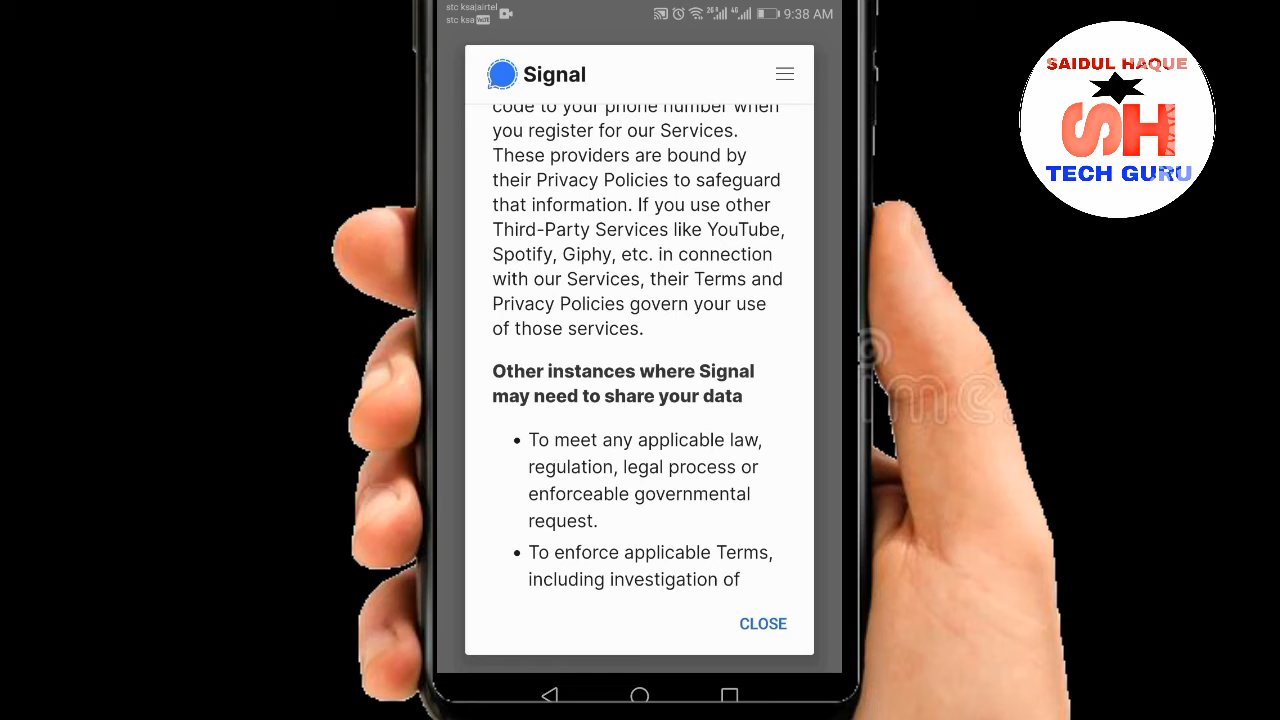 stc ksa|airtel
stc ksa VoLTE
9:38 AM
Signal
code to your phone number when
you register for our Services.
These providers are bound by
their Privacy Policies to safeguard
that information. If you use other
Third-Party Services like YouTube,
Spotify, Giphy, etc. in connection
with our Services, their Terms and
Privacy Policies govern your use
of those services.
Other instances where Signal
may need to share your data
• To meet any applicable law,
regulation, legal process or
enforceable governmental
request.
• To enforce applicable Terms,
including investigation of
CLOSE
SAIDUL HAQUE
SH
TECH GURU